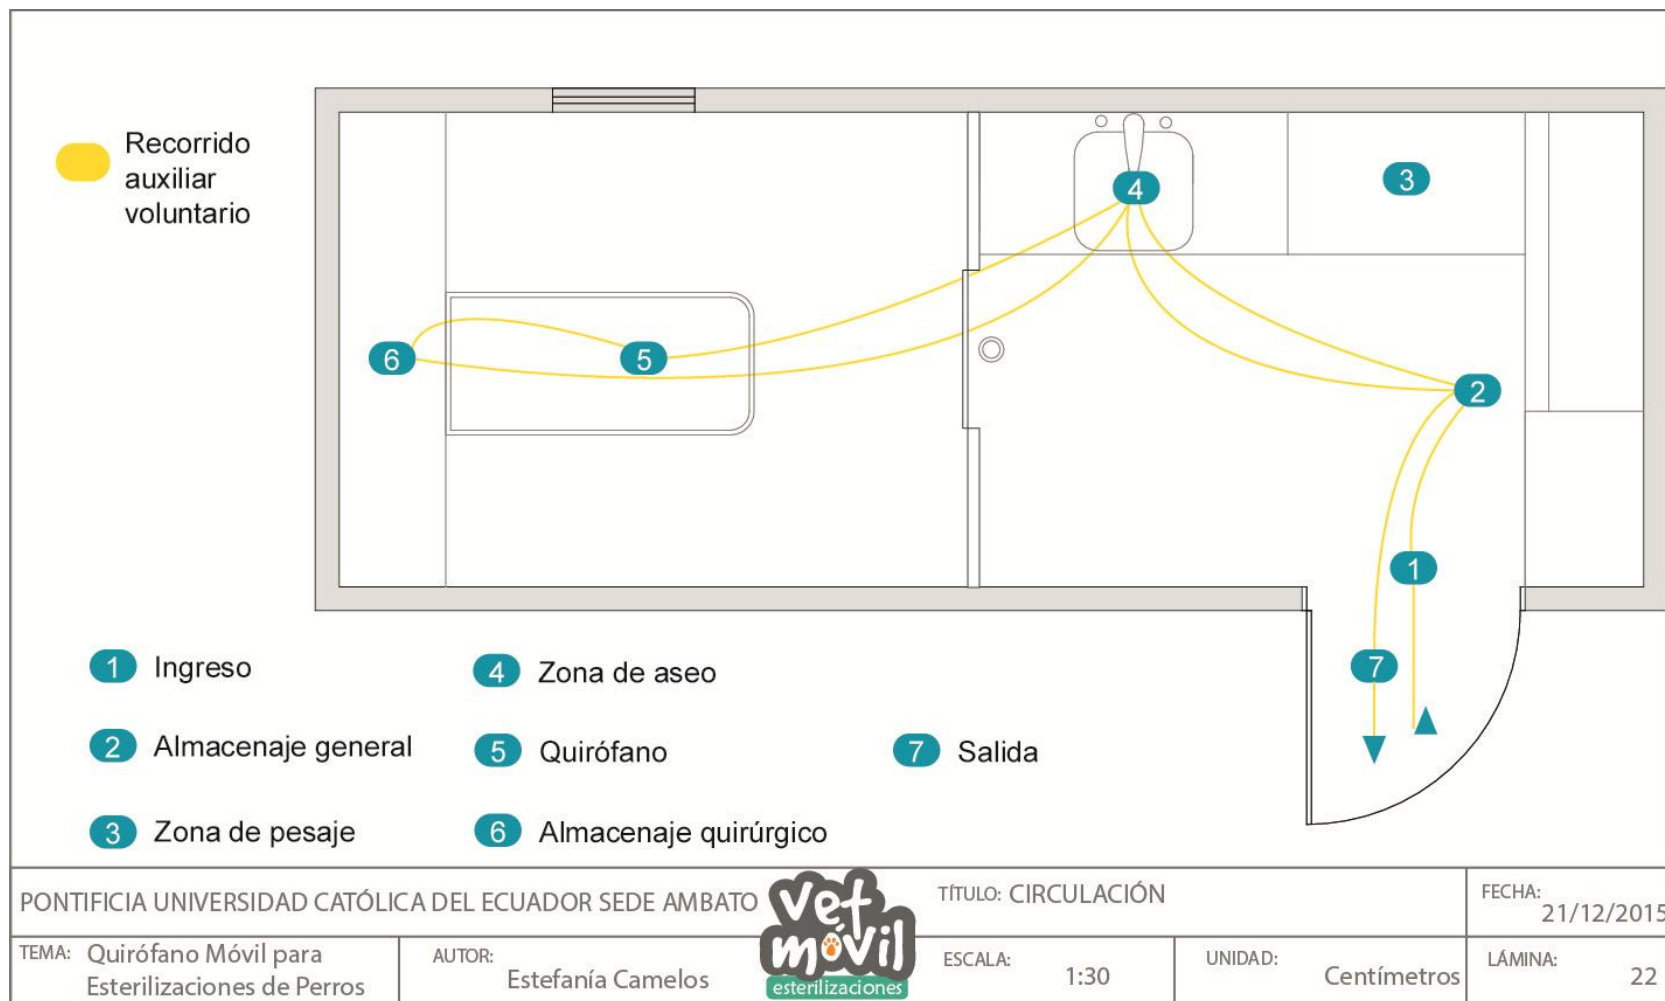 Recorrido
auxiliar
voluntario
4
3
6
5
2
1
7
1 Ingreso
2 Almacenaje general
3 Zona de pesaje
4 Zona de aseo
5 Quirófano
6 Almacenaje quirúrgico
7 Salida
PONTIFICIA UNIVERSIDAD CATÓLICA DEL ECUADOR SEDE AMBATO
vet
móvil
esterilizaciones
TÍTULO: CIRCULACIÓN
FECHA:
21/12/2015
TEMA: Quirófano Móvil para
Esterilizaciones de Perros
AUTOR:
Estefanía Camelos
ESCALA:
1:30
UNIDAD:
Centímetros
LÁMINA:
22